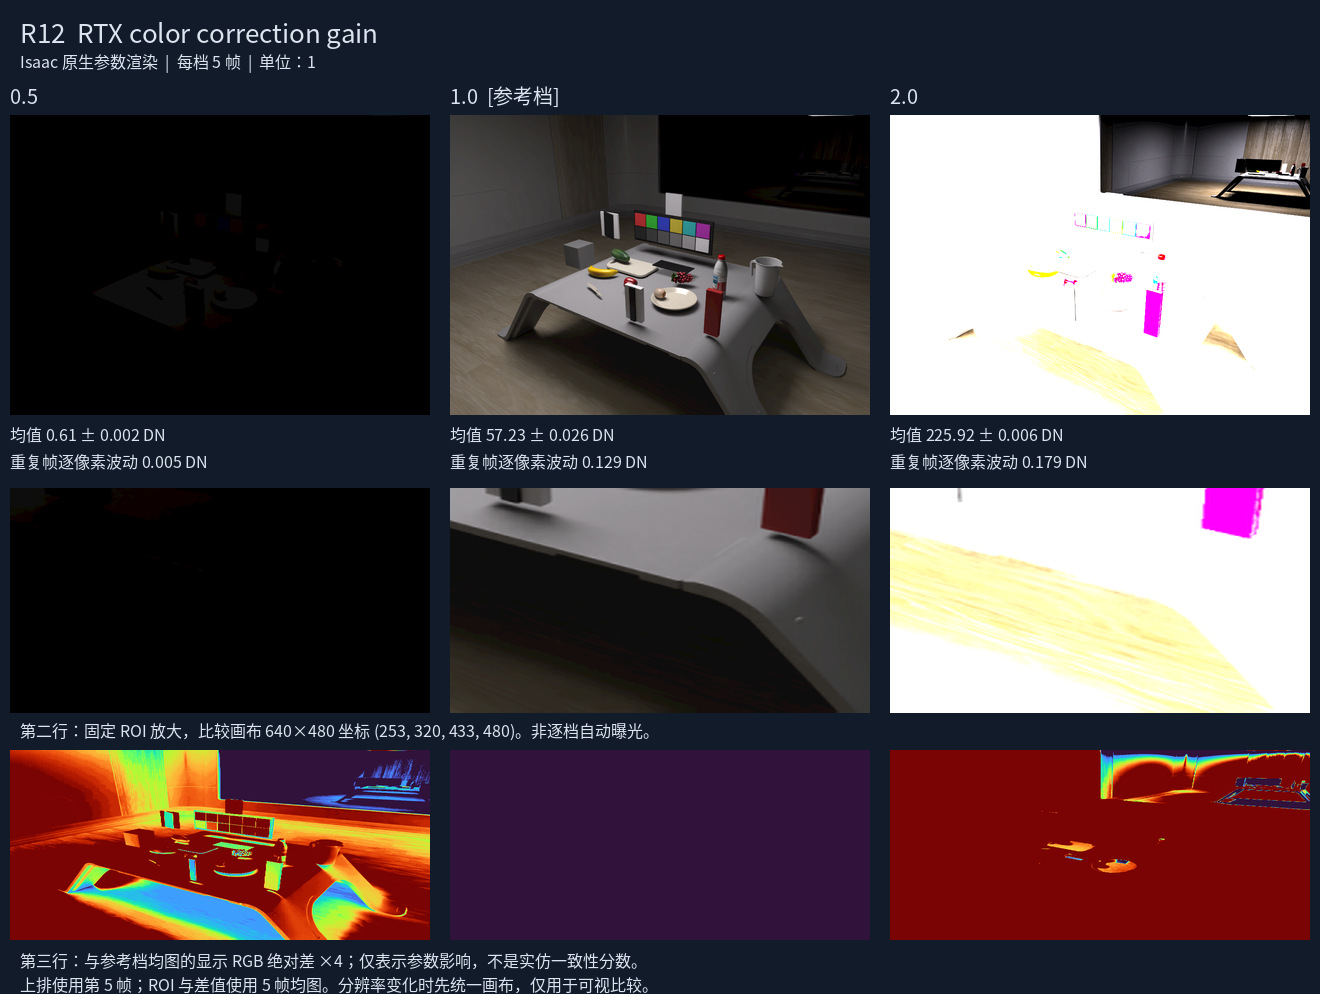 R12 RTX color correction gain
Isaac 原生参数渲染 | 每档 5 帧 | 单位：1
0.5
1.0 [参考档]
2.0
均值 0.61 ± 0.002 DN
重复帧逐像素波动 0.005 DN
均值 57.23 ± 0.026 DN
重复帧逐像素波动 0.129 DN
均值 225.92 ± 0.006 DN
重复帧逐像素波动 0.179 DN
第二行：固定 ROI 放大，比较画布 640×480 坐标 (253, 320, 433, 480)。非逐档自动曝光。
第三行：与参考档均图的显示 RGB 绝对差 ×4；仅表示参数影响，不是实仿一致性分数。
上排使用第 5 帧；ROI 与差值使用 5 帧均图。分辨率变化时先统一画布，仅用于可视比较。